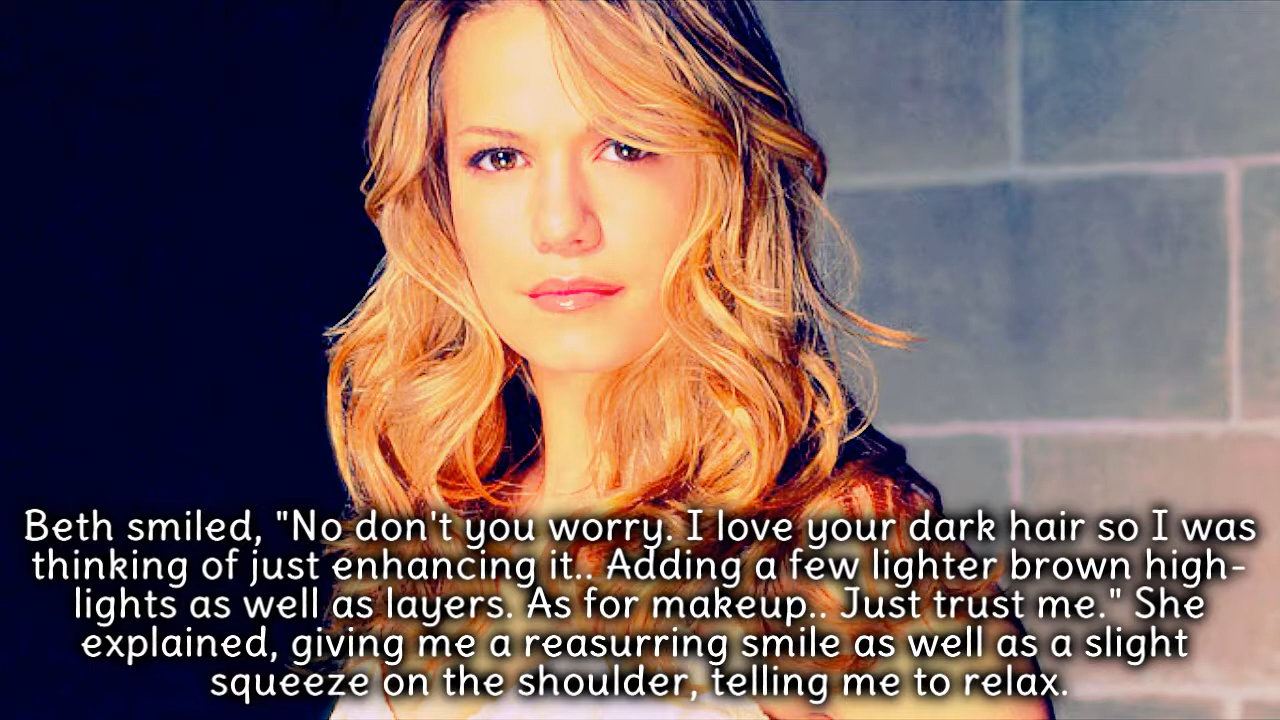 Beth smiled, "No don't you worry. I love your dark hair so I was
thinking of just enhancing it.. Adding a few lighter brown high-
lights as well as layers. As for makeup.. Just trust me." She
explained, giving me a reasurring smile as well as a slight
squeeze on the shoulder, telling me to relax.